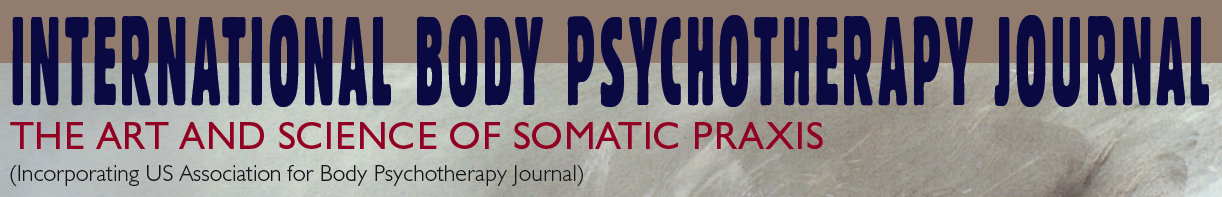 INTERNATIONAL BODY PSYCHOTHERAPY JOURNAL
THE ART AND SCIENCE OF SOMATIC PRAXIS
(Incorporating US Association for Body Psychotherapy Journal)